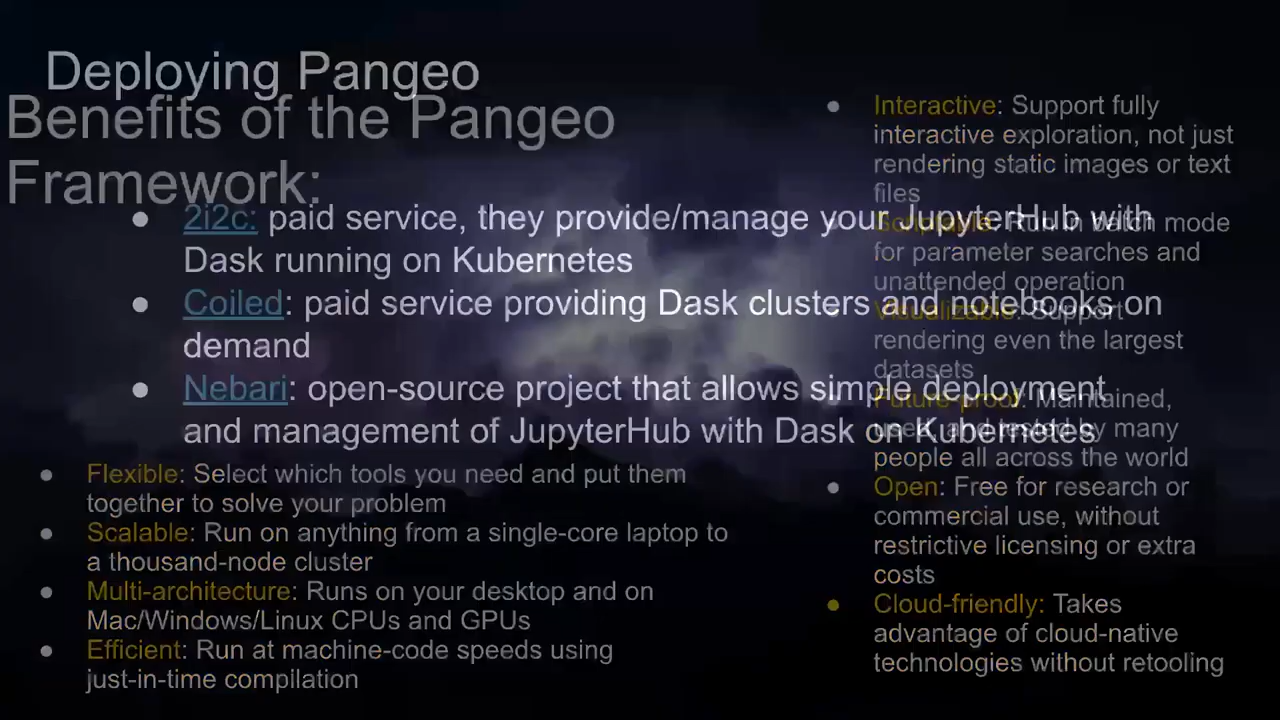 Deploying Pangeo
2i2c: paid service, they provide/manage your JupyterHub with
Dask running on Kubernetes
Coiled: paid service providing Dask clusters and notebooks on
demand
Nebari: open-source project that allows simple deployment
and management of JupyterHub with Dask on Kubernetes
Benefits of the Pangeo
Framework:
● Flexible: Select which tools you need and put them
together to solve your problem
● Scalable: Run on anything from a single-core laptop to
a thousand-node cluster
● Multi-architecture: Runs on your desktop and on
Mac/Windows/Linux CPUs and GPUs
● Efficient: Run at machine-code speeds using
just-in-time compilation
● Interactive: Support fully
interactive exploration, not just
rendering static images or text
files
Run in batch mode
for parameter searches and
unattended operation
Visualizable: Support
rendering even the largest
datasets
Future-proof: Maintained,
tested by many
people all across the world
● Open: Free for research or
commercial use, without
restrictive licensing or extra
costs
● Cloud-friendly: Takes
advantage of cloud-native
technologies without retooling